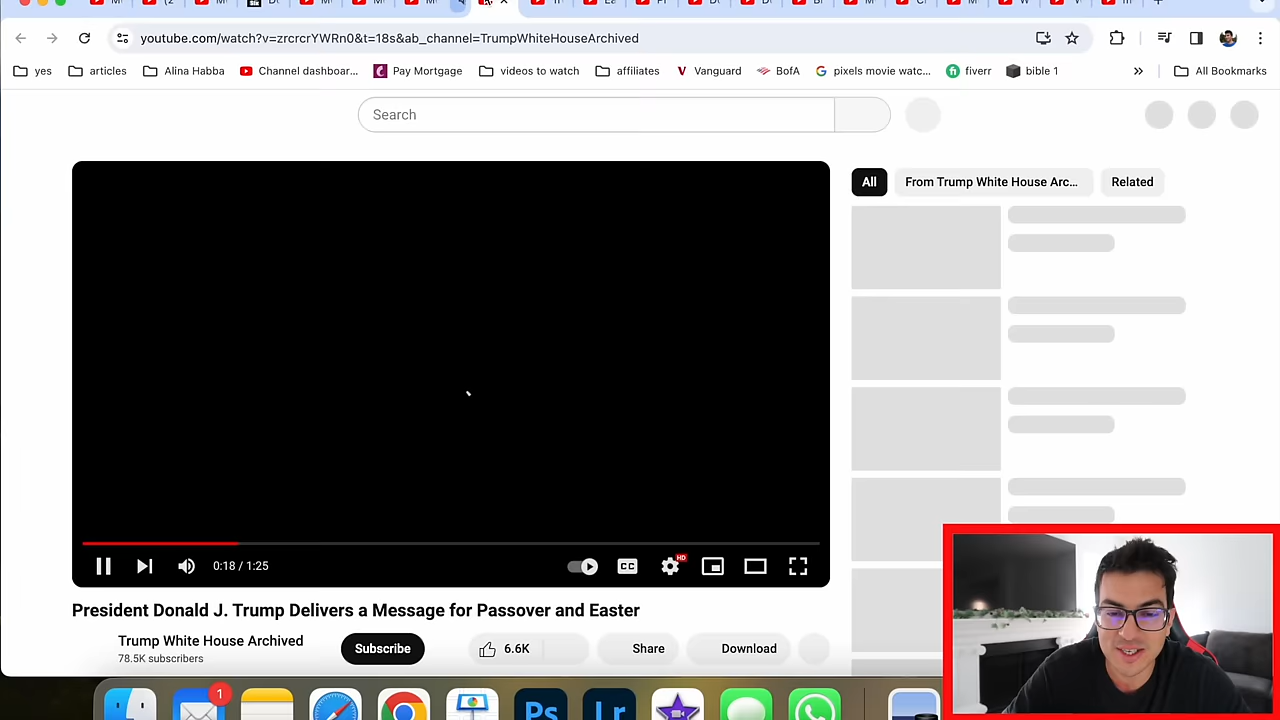 youtube.com/watch?v=zrcrcrYWRn0&t=18s&ab_channel=TrumpWhiteHouseArchived
yes
articles
Alina Habba
Channel dashboar...
Pay Mortgage
videos to watch
affiliates
Vanguard
BofA
pixels movie watc...
fiverr
bible 1
»
All Bookmarks
Search
All
From Trump White House Arc...
Related
CC
HD
0:18 / 1:25
President Donald J. Trump Delivers a Message for Passover and Easter
Trump White House Archived
78.5K subscribers
Subscribe
6.6K
Share
Download
1
Ps
Lr